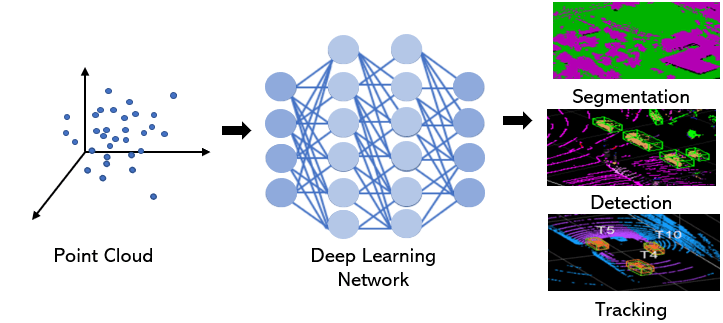 Point Cloud
Deep Learning
Network
Segmentation
Detection
T5
T10
T4
Tracking